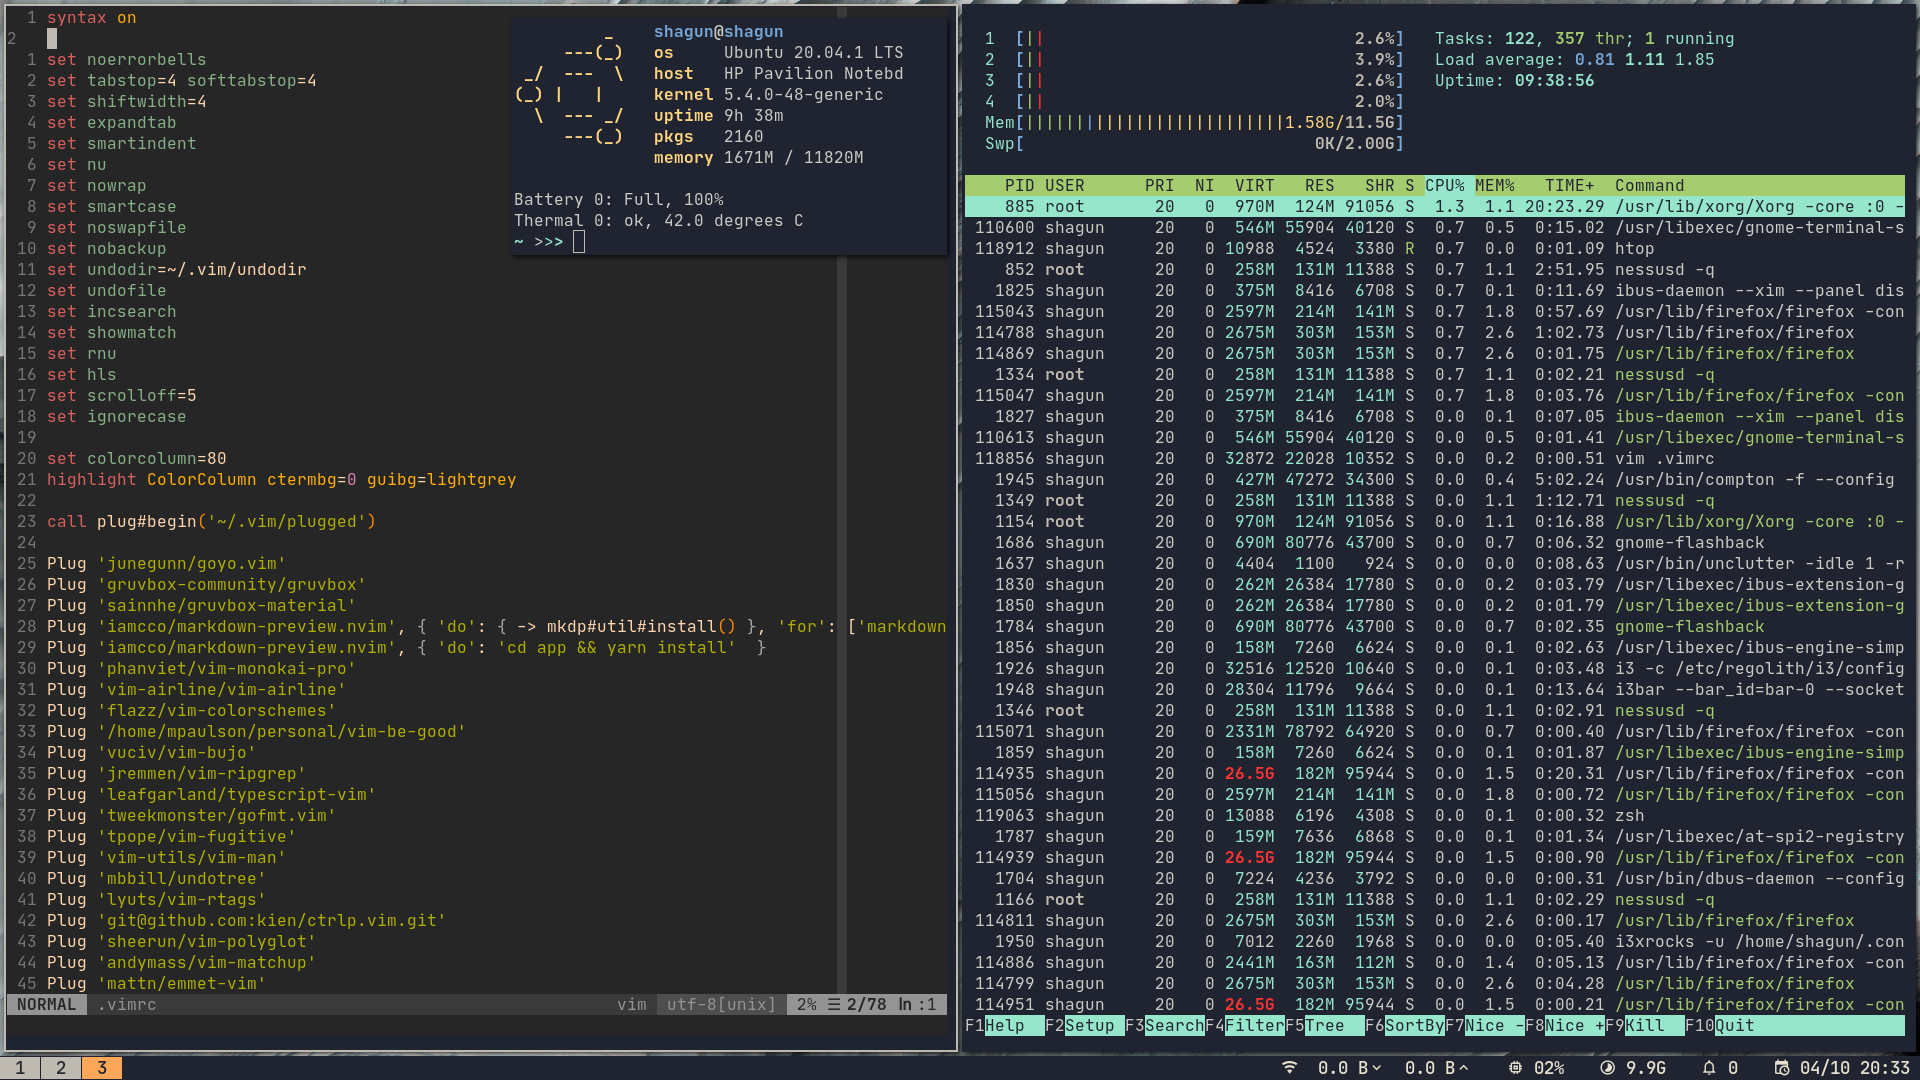 1 syntax on
2
1 set noerrorbells
2 set tabstop=4 softtabstop=4
3 set shiftwidth=4
4 set expandtab
5 set smartindent
6 set nu
7 set nowrap
8 set smartcase
9 set noswapfile
10 set nobackup
11 set undodir=~/.vim/undodir
12 set undofile
13 set incsearch
14 set showmatch
15 set rnu
16 set hls
17 set scrolloff=5
18 set ignorecase
19
20 set colorcolumn=80
21 highlight ColorColumn ctermbg=0 guibg=lightgrey
22
23 call plug#begin('~/.vim/plugged')
24
25 Plug 'junegunn/goyo.vim'
26 Plug 'gruvbox-community/gruvbox'
27 Plug 'sainnhe/gruvbox-material'
28 Plug 'iamcco/markdown-preview.nvim', { 'do': { -> mkdp#util#install() }, 'for': ['markdown
29 Plug 'iamcco/markdown-preview.nvim', { 'do': 'cd app && yarn install'  }
30 Plug 'phanviet/vim-monokai-pro'
31 Plug 'vim-airline/vim-airline'
32 Plug 'flazz/vim-colorschemes'
33 Plug '/home/mpaulson/personal/vim-be-good'
34 Plug 'vuciv/vim-bujo'
35 Plug 'jremmen/vim-ripgrep'
36 Plug 'leafgarland/typescript-vim'
37 Plug 'tweekmonster/gofmt.vim'
38 Plug 'tpope/vim-fugitive'
39 Plug 'vim-utils/vim-man'
40 Plug 'mbbill/undotree'
41 Plug 'lyuts/vim-rtags'
42 Plug 'git@github.com:kien/ctrlp.vim.git'
43 Plug 'sheerun/vim-polyglot'
44 Plug 'andymass/vim-matchup'
45 Plug 'mattn/emmet-vim'
NORMAL .vimrc vim utf-8[unix] 2% ☰ 2/78 ㏑ :1
shagun@shagun
os Ubuntu 20.04.1 LTS
host HP Pavilion Notebd
kernel 5.4.0-48-generic
uptime 9h 38m
pkgs 2160
memory 1671M / 11820M
Battery 0: Full, 100%
Thermal 0: ok, 42.0 degrees C
~ >>>
1 [|| 2.6%] Tasks: 122, 357 thr; 1 running
2 [|| 3.9%] Load average: 0.81 1.11 1.85
3 [|| 2.6%] Uptime: 09:38:56
4 [|| 2.0%]
Mem[||||||||||||||||||||||||||1.58G/11.5G]
Swp[ 0K/2.00G]
PID USER PRI NI VIRT RES SHR S CPU% MEM% TIME+ Command
885 root 20 0 970M 124M 91056 S 1.3 1.1 20:23.29 /usr/lib/xorg/Xorg -core :0 -
110600 shagun 20 0 546M 55904 40120 S 0.7 0.5 0:15.02 /usr/libexec/gnome-terminal-s
118912 shagun 20 0 10988 4524 3380 R 0.7 0.0 0:01.09 htop
852 root 20 0 258M 131M 11388 S 0.7 1.1 2:51.95 nessusd -q
1825 shagun 20 0 375M 8416 6708 S 0.7 0.1 0:11.69 ibus-daemon --xim --panel dis
115043 shagun 20 0 2597M 214M 141M S 0.7 1.8 0:57.69 /usr/lib/firefox/firefox -con
114788 shagun 20 0 2675M 303M 153M S 0.7 2.6 1:02.73 /usr/lib/firefox/firefox
114869 shagun 20 0 2675M 303M 153M S 0.7 2.6 0:01.75 /usr/lib/firefox/firefox
1334 root 20 0 258M 131M 11388 S 0.7 1.1 0:02.21 nessusd -q
115047 shagun 20 0 2597M 214M 141M S 0.7 1.8 0:03.76 /usr/lib/firefox/firefox -con
1827 shagun 20 0 375M 8416 6708 S 0.0 0.1 0:07.05 ibus-daemon --xim --panel dis
110613 shagun 20 0 546M 55904 40120 S 0.0 0.5 0:01.41 /usr/libexec/gnome-terminal-s
118856 shagun 20 0 32872 22028 10352 S 0.0 0.2 0:00.51 vim .vimrc
1945 shagun 20 0 427M 47272 34300 S 0.0 0.4 5:02.24 /usr/bin/compton -f --config
1349 root 20 0 258M 131M 11388 S 0.0 1.1 1:12.71 nessusd -q
1154 root 20 0 970M 124M 91056 S 0.0 1.1 0:16.88 /usr/lib/xorg/Xorg -core :0 -
1686 shagun 20 0 690M 80776 43700 S 0.0 0.7 0:06.32 gnome-flashback
1637 shagun 20 0 4404 1100 924 S 0.0 0.0 0:08.63 /usr/bin/unclutter -idle 1 -r
1830 shagun 20 0 262M 26384 17780 S 0.0 0.2 0:03.79 /usr/libexec/ibus-extension-g
1850 shagun 20 0 262M 26384 17780 S 0.0 0.2 0:01.79 /usr/libexec/ibus-extension-g
1784 shagun 20 0 690M 80776 43700 S 0.0 0.7 0:02.35 gnome-flashback
1856 shagun 20 0 158M 7260 6624 S 0.0 0.1 0:02.63 /usr/libexec/ibus-engine-simp
1926 shagun 20 0 32516 12520 10640 S 0.0 0.1 0:03.48 i3 -c /etc/regolith/i3/config
1948 shagun 20 0 28304 11796 9664 S 0.0 0.1 0:13.64 i3bar --bar_id=bar-0 --socket
1346 root 20 0 258M 131M 11388 S 0.0 1.1 0:02.91 nessusd -q
115071 shagun 20 0 2331M 78792 64920 S 0.0 0.7 0:00.40 /usr/lib/firefox/firefox -con
1859 shagun 20 0 158M 7260 6624 S 0.0 0.1 0:01.87 /usr/libexec/ibus-engine-simp
114935 shagun 20 0 26.5G 182M 95944 S 0.0 1.5 0:20.31 /usr/lib/firefox/firefox -con
115056 shagun 20 0 2597M 214M 141M S 0.0 1.8 0:00.72 /usr/lib/firefox/firefox -con
119063 shagun 20 0 13088 6196 4308 S 0.0 0.1 0:00.32 zsh
1787 shagun 20 0 159M 7636 6868 S 0.0 0.1 0:01.34 /usr/libexec/at-spi2-registry
114939 shagun 20 0 26.5G 182M 95944 S 0.0 1.5 0:00.90 /usr/lib/firefox/firefox -con
1704 shagun 20 0 7224 4236 3792 S 0.0 0.0 0:00.31 /usr/bin/dbus-daemon --config
1166 root 20 0 258M 131M 11388 S 0.0 1.1 0:02.29 nessusd -q
114811 shagun 20 0 2675M 303M 153M S 0.0 2.6 0:00.17 /usr/lib/firefox/firefox
1950 shagun 20 0 7012 2260 1968 S 0.0 0.0 0:05.40 i3xrocks -u /home/shagun/.con
114886 shagun 20 0 2441M 163M 112M S 0.0 1.4 0:05.13 /usr/lib/firefox/firefox -con
114799 shagun 20 0 2675M 303M 153M S 0.0 2.6 0:04.28 /usr/lib/firefox/firefox
114951 shagun 20 0 26.5G 182M 95944 S 0.0 1.5 0:00.21 /usr/lib/firefox/firefox -con
F1Help F2Setup F3SearchF4FilterF5Tree F6SortByF7Nice -F8Nice +F9Kill F10Quit
1 2 3 0.0 B 0.0 B 02% 9.9G 0 04/10 20:33